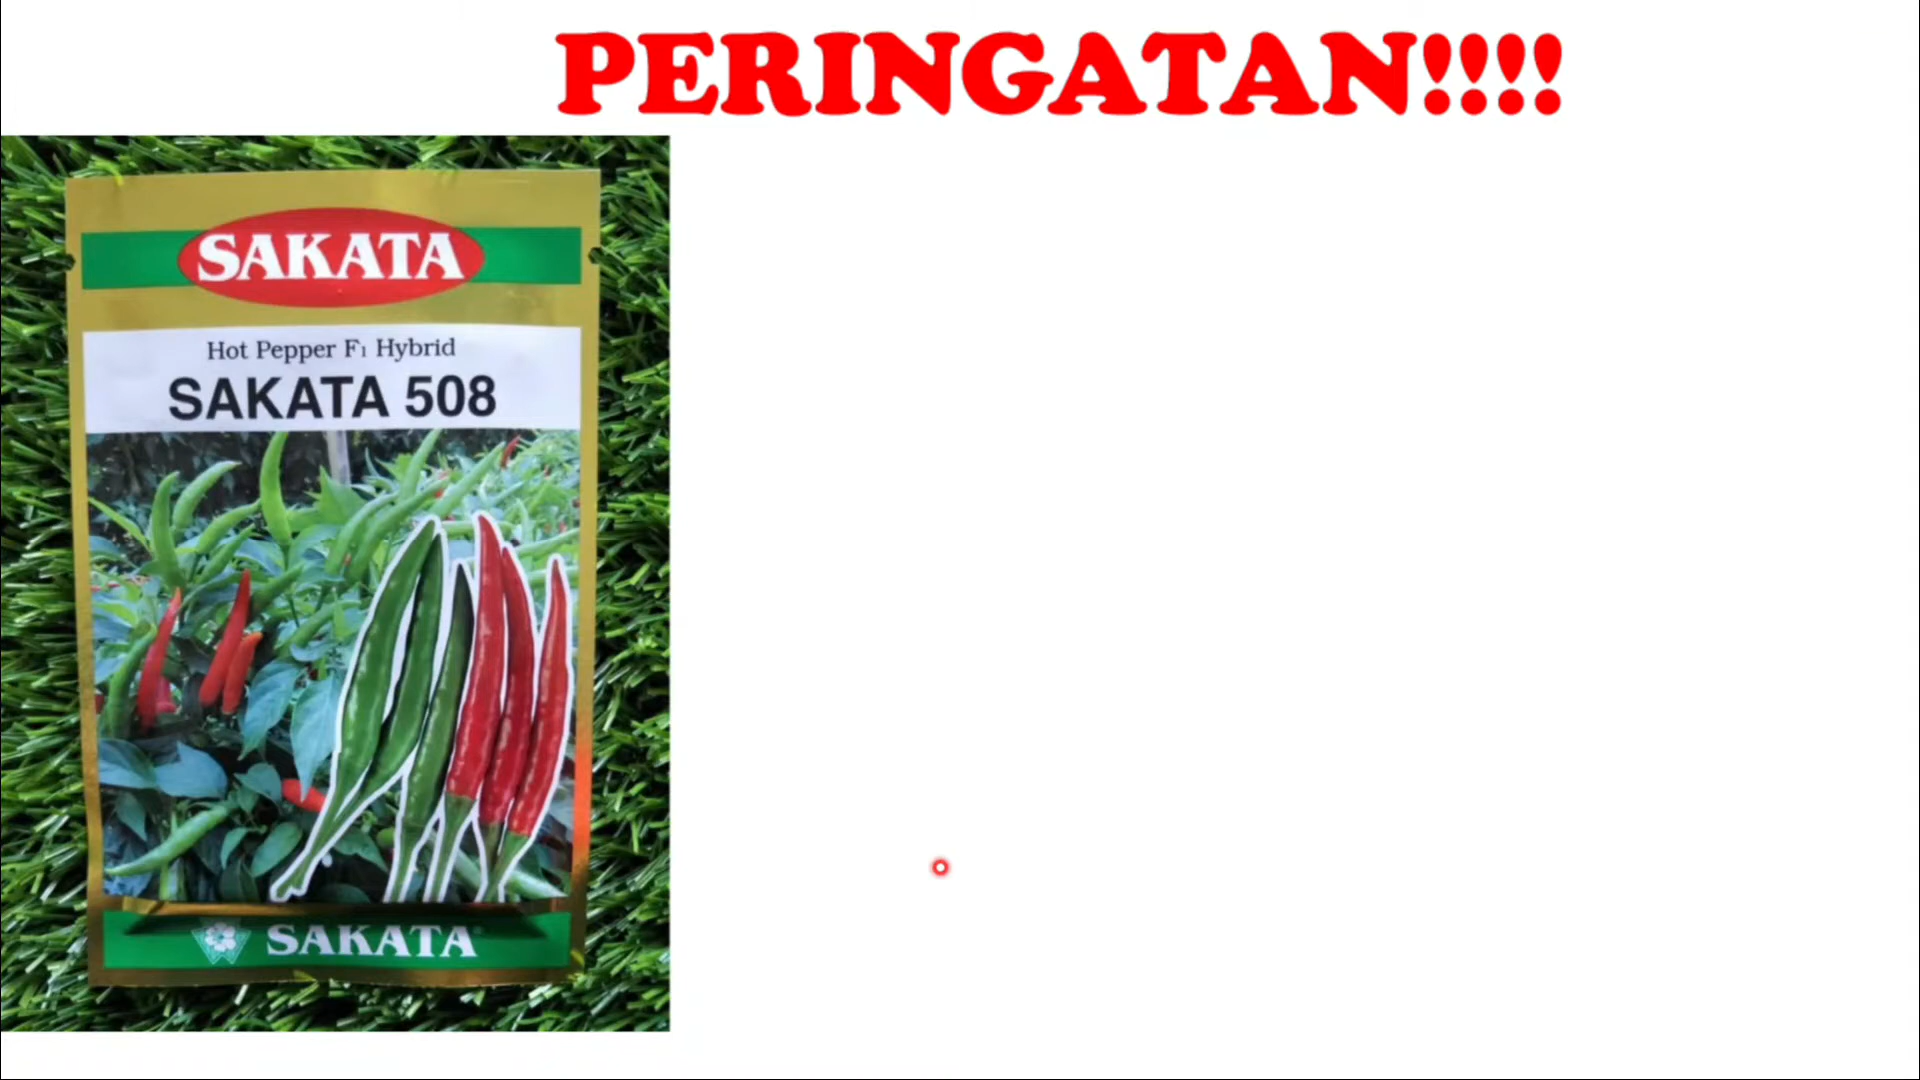 PERINGATAN!!!!
SAKATA
Hot Pepper F1 Hybrid
SAKATA 508
SAKATA